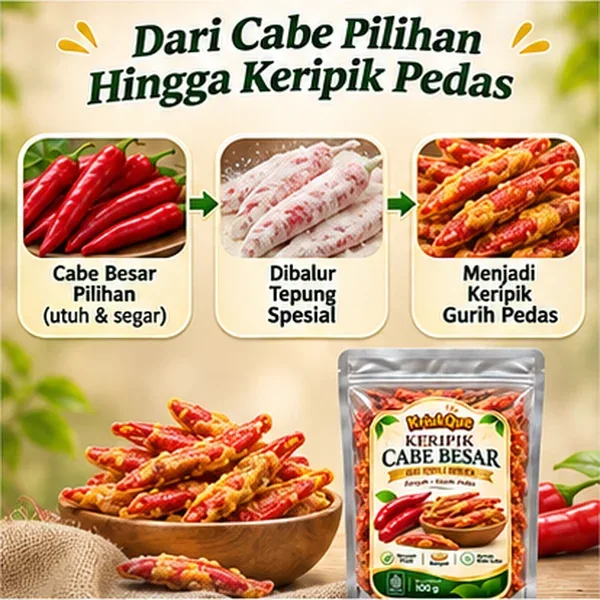 Dari Cabe Pilihan
Hingga Keripik Pedas
Cabe Besar
Pilihan
(utuh & segar)
Dibalur
Tepung
Spesial
Menjadi
Keripik
Gurih Pedas
KERIPIK
CABE BESAR
100 g